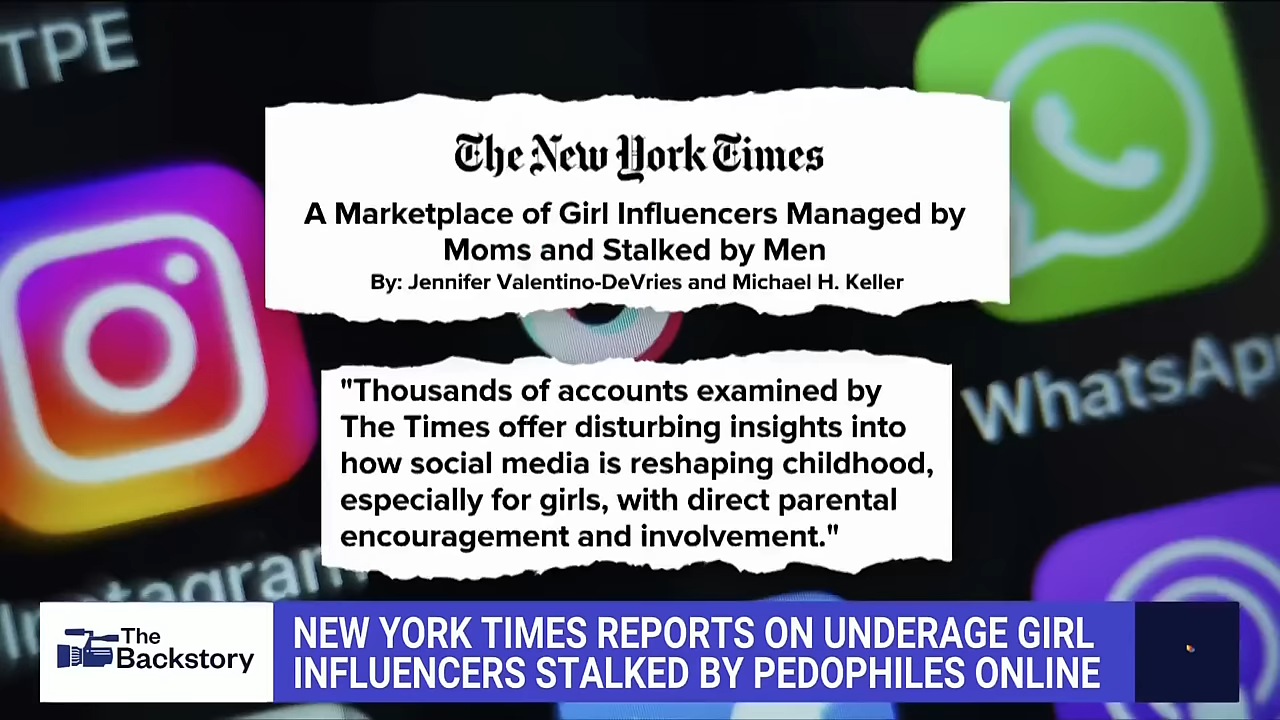 TPE
The New York Times
A Marketplace of Girl Influencers Managed by
Moms and Stalked by Men
By: Jennifer Valentino-DeVries and Michael H. Keller
"Thousands of accounts examined by
The Times offer disturbing insights into
how social media is reshaping childhood,
especially for girls, with direct parental
encouragement and involvement."
WhatsApp
Instagram
The
Backstory
NEW YORK TIMES REPORTS ON UNDERAGE GIRL
INFLUENCERS STALKED BY PEDOPHILES ONLINE